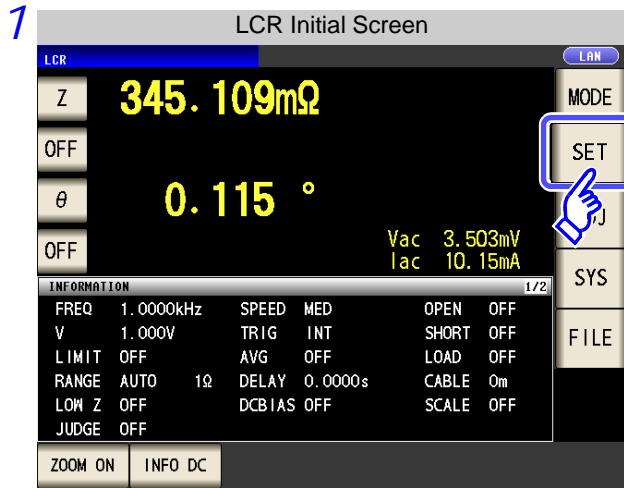 1
LCR Initial Screen
LCR
LAN
Z
345.109mΩ
MODE
OFF
SET
θ
0.115 °
J
OFF
Vac 3.503mV
Iac 10.15mA
SYS
INFORMATION 1/2
FREQ 1.0000kHz SPEED MED OPEN OFF
V 1.000V TRIG INT SHORT OFF
FILE
LIMIT OFF AVG OFF LOAD OFF
RANGE AUTO 1Ω DELAY 0.0000s CABLE 0m
LOW Z OFF DCBIAS OFF SCALE OFF
JUDGE OFF
ZOOM ON INFO DC